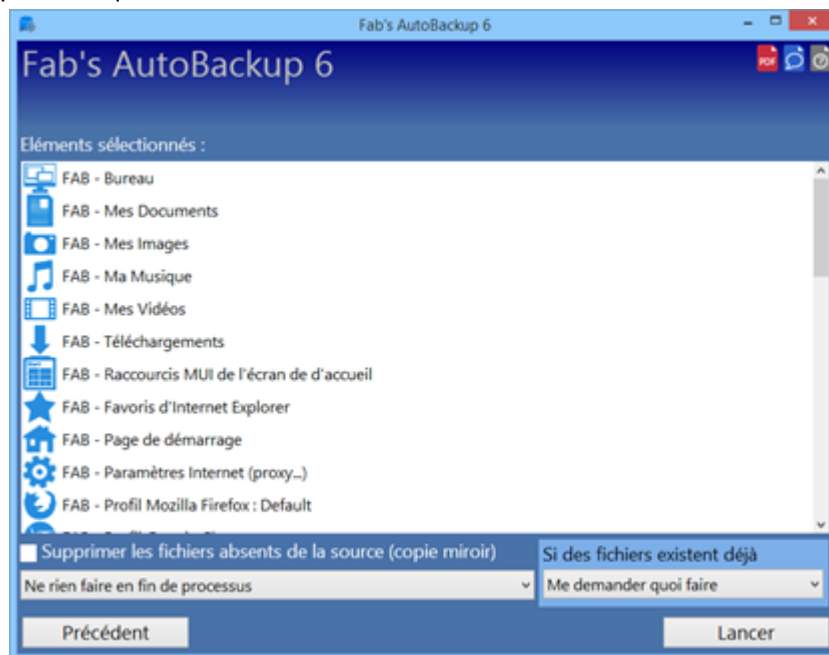 Fab's AutoBackup 6
Fab's AutoBackup 6
PDF
Eléments sélectionnés :
FAB - Bureau
FAB - Mes Documents
FAB - Mes Images
FAB - Ma Musique
FAB - Mes Vidéos
FAB - Téléchargements
FAB - Raccourcis MUI de l'écran de d'accueil
FAB - Favoris d'Internet Explorer
FAB - Page de démarrage
FAB - Paramètres Internet (proxy...)
FAB - Profil Mozilla Firefox : Default
Supprimer les fichiers absents de la source (copie miroir)
Si des fichiers existent déjà
Ne rien faire en fin de processus
Me demander quoi faire
Précédent
Lancer